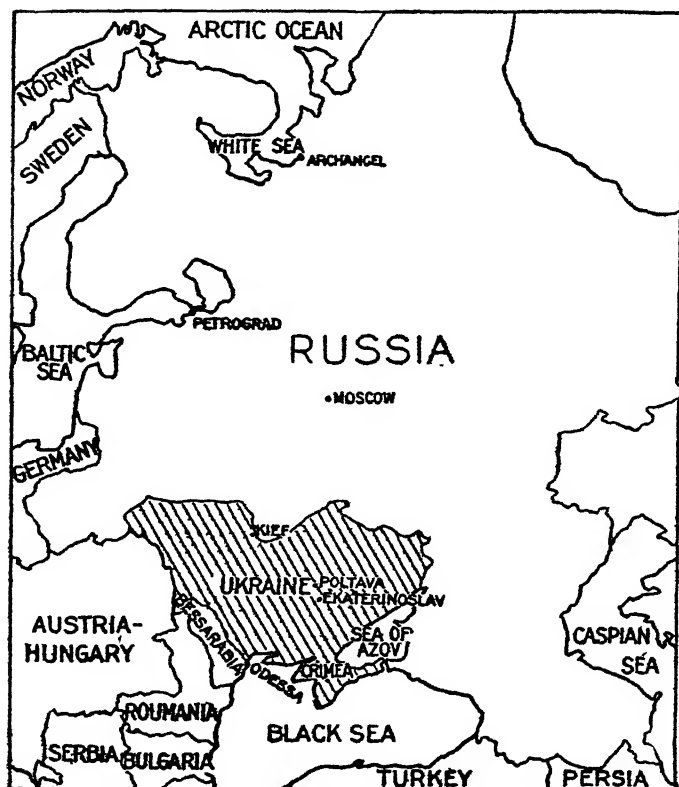 ARCTIC OCEAN
NORWAY
SWEDEN
WHITE SEA
ARCHANGEL
PETROGRAD
RUSSIA
BALTIC
SEA
MOSCOW
GERMANY
KIEF
UKRAINE
POLTAVA
EKATERINOSLAV
BESSARABIA
AUSTRIA-
HUNGARY
SEA OF
AZOV
CASPIAN
SEA
ODESSA
CRIMEA
ROUMANIA
BLACK SEA
SERBIA
BULGARIA
TURKEY
PERSIA